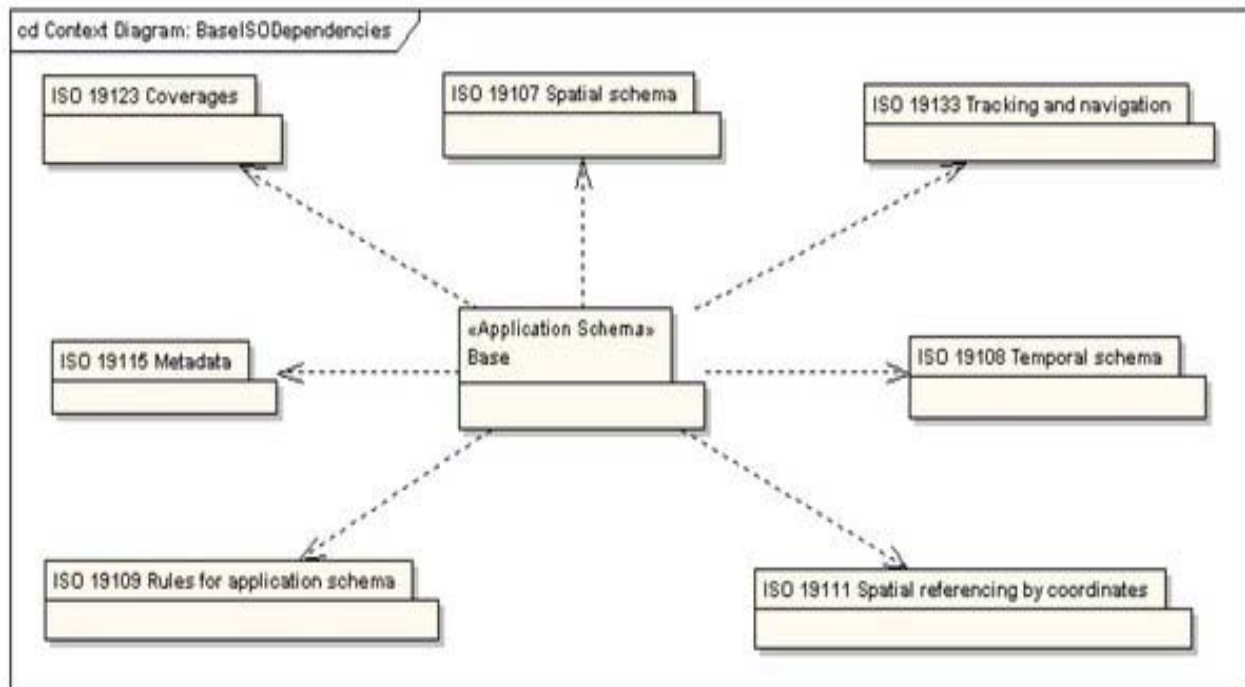 cd Context Diagram: BaseISODependencies
ISO 19123 Coverages
ISO 19107 Spatial schema
ISO 19133 Tracking and navigation
«Application Schema»
Base
ISO 19115 Metadata
ISO 19108 Temporal schema
ISO 19109 Rules for application schema
ISO 19111 Spatial referencing by coordinates